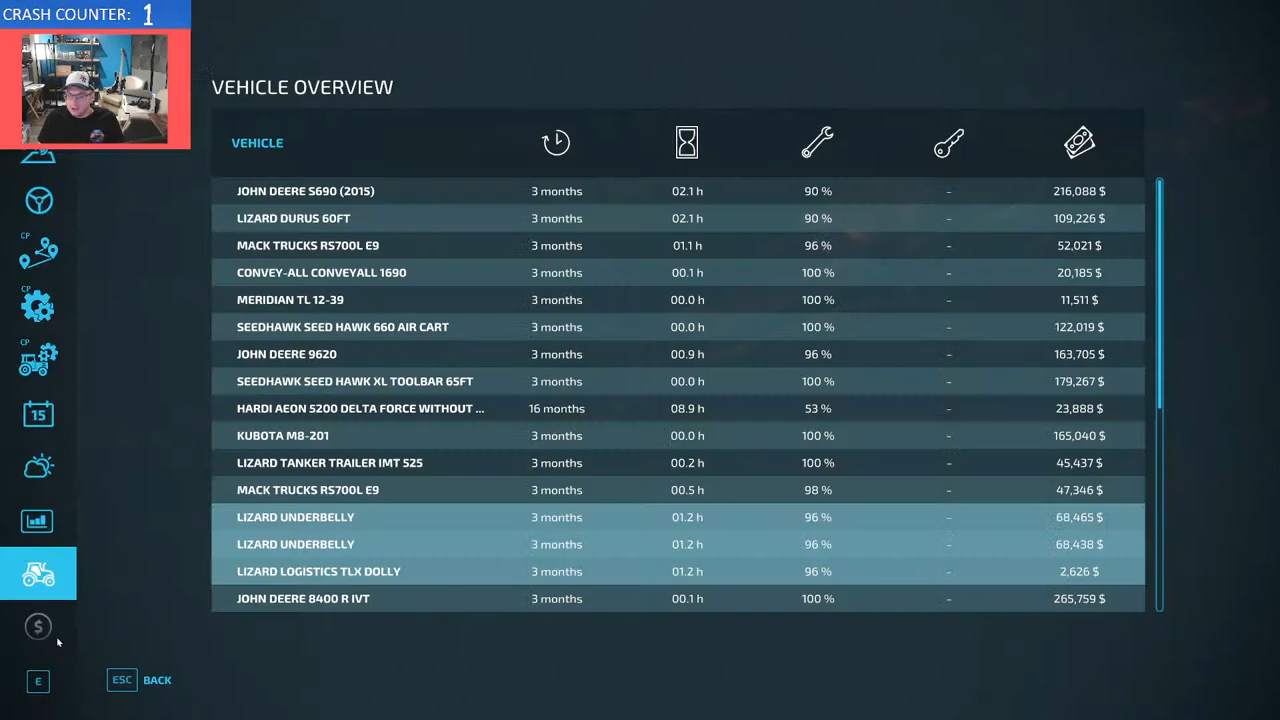 CRASH COUNTER: 1
VEHICLE OVERVIEW
VEHICLE
JOHN DEERE S690 (2015) 3 months 02.1 h 90 % - 216,088 $
LIZARD DURUS 60FT 3 months 02.1 h 90 % - 109,226 $
MACK TRUCKS RS700L E9 3 months 01.1 h 96 % - 52,021 $
CONVEY-ALL CONVEYALL 1690 3 months 00.1 h 100 % - 20,185 $
MERIDIAN TL 12-39 3 months 00.0 h 100 % - 11,511 $
SEEDHAWK SEED HAWK 660 AIR CART 3 months 00.0 h 100 % - 122,019 $
JOHN DEERE 9620 3 months 00.9 h 96 % - 163,705 $
SEEDHAWK SEED HAWK XL TOOLBAR 65FT 3 months 00.0 h 100 % - 179,267 $
HARDI AEON 5200 DELTA FORCE WITHOUT ... 16 months 08.9 h 53 % - 23,888 $
KUBOTA M8-201 3 months 00.0 h 100 % - 165,040 $
LIZARD TANKER TRAILER IMT 525 3 months 00.2 h 100 % - 45,437 $
MACK TRUCKS RS700L E9 3 months 00.5 h 98 % - 47,346 $
LIZARD UNDERBELLY 3 months 01.2 h 96 % - 68,465 $
LIZARD UNDERBELLY 3 months 01.2 h 96 % - 68,438 $
LIZARD LOGISTICS TLX DOLLY 3 months 01.2 h 96 % - 2,626 $
JOHN DEERE 8400 R IVT 3 months 00.1 h 100 % - 265,759 $
CP
CP
CP
15
$
E
ESC BACK